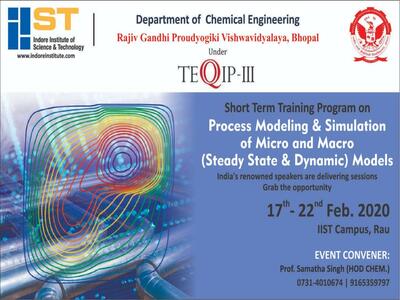 IIST
Indore Institute of
Science & Technology
www.indoreinstitute.com
Department of Chemical Engineering
Rajiv Gandhi Proudyogiki Vishwavidyalaya, Bhopal
Under
TEQIP-III
Short Term Training Program on
Process Modeling & Simulation
of Micro and Macro
(Steady State & Dynamic) Models
India's renowned speakers are delivering sessions
Grab the opportunity
17th- 22nd Feb. 2020
IIST Campus, Rau
EVENT CONVENER:
Prof. Samatha Singh (HOD CHEM.)
0731-4010674 | 9165359797